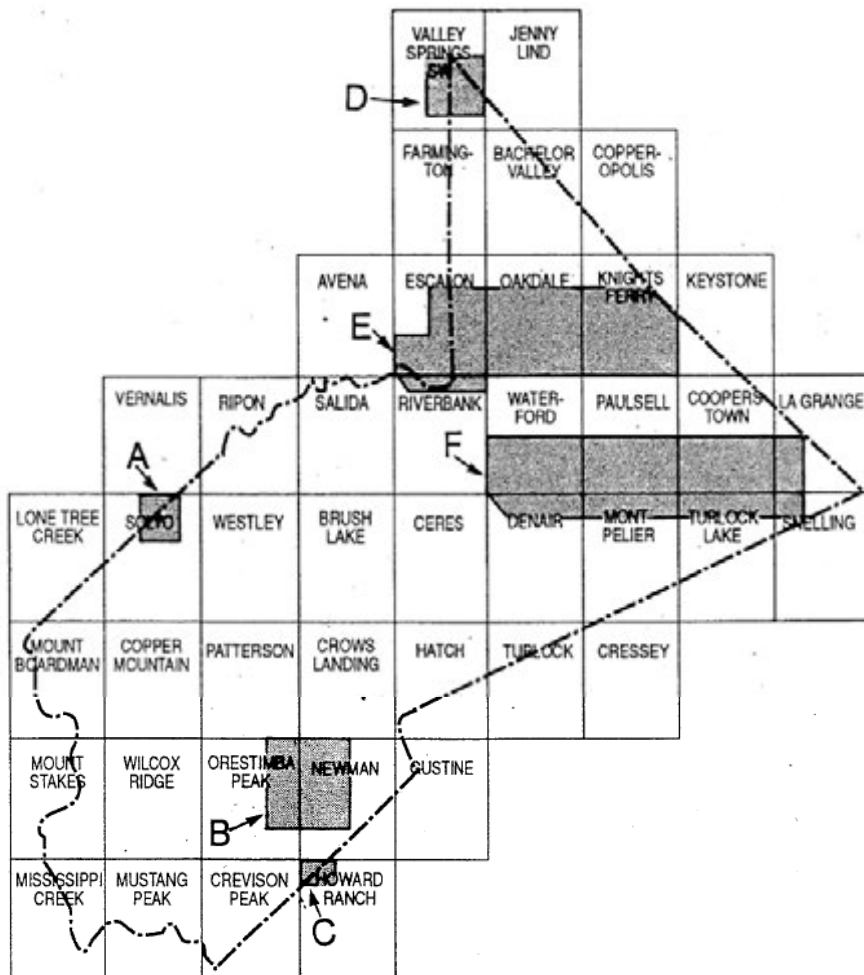 VALLEY
SPRINGS
SW
JENNY
LIND
D
FARMING-
TON
BACHELOR
VALLEY
COPPER-
OPOLIS
AVENA
ESCALON
OAKDALE
KNIGHTS
FERRY
KEYSTONE
E
VERNALIS
RIPON
SALIDA
RIVERBANK
WATER-
FORD
PAULSELL
COOPERS
TOWN
LA GRANGE
A
F
LONE TREE
CREEK
SOLYO
WESTLEY
BRUSH
LAKE
CERES
DENAIR
MONT
PELIER
TURLOCK
LAKE
SNELLING
MOUNT
BOARDMAN
COPPER
MOUNTAIN
PATTERSON
CROWS
LANDING
HATCH
TURLOCK
CRESSEY
MOUNT
STAKES
WILCOX
RIDGE
ORESTIMBA
PEAK
NEWMAN
GUSTINE
B
MISSISSIPPI
CREEK
MUSTANG
PEAK
CREVISON
PEAK
HOWARD
RANCH
C